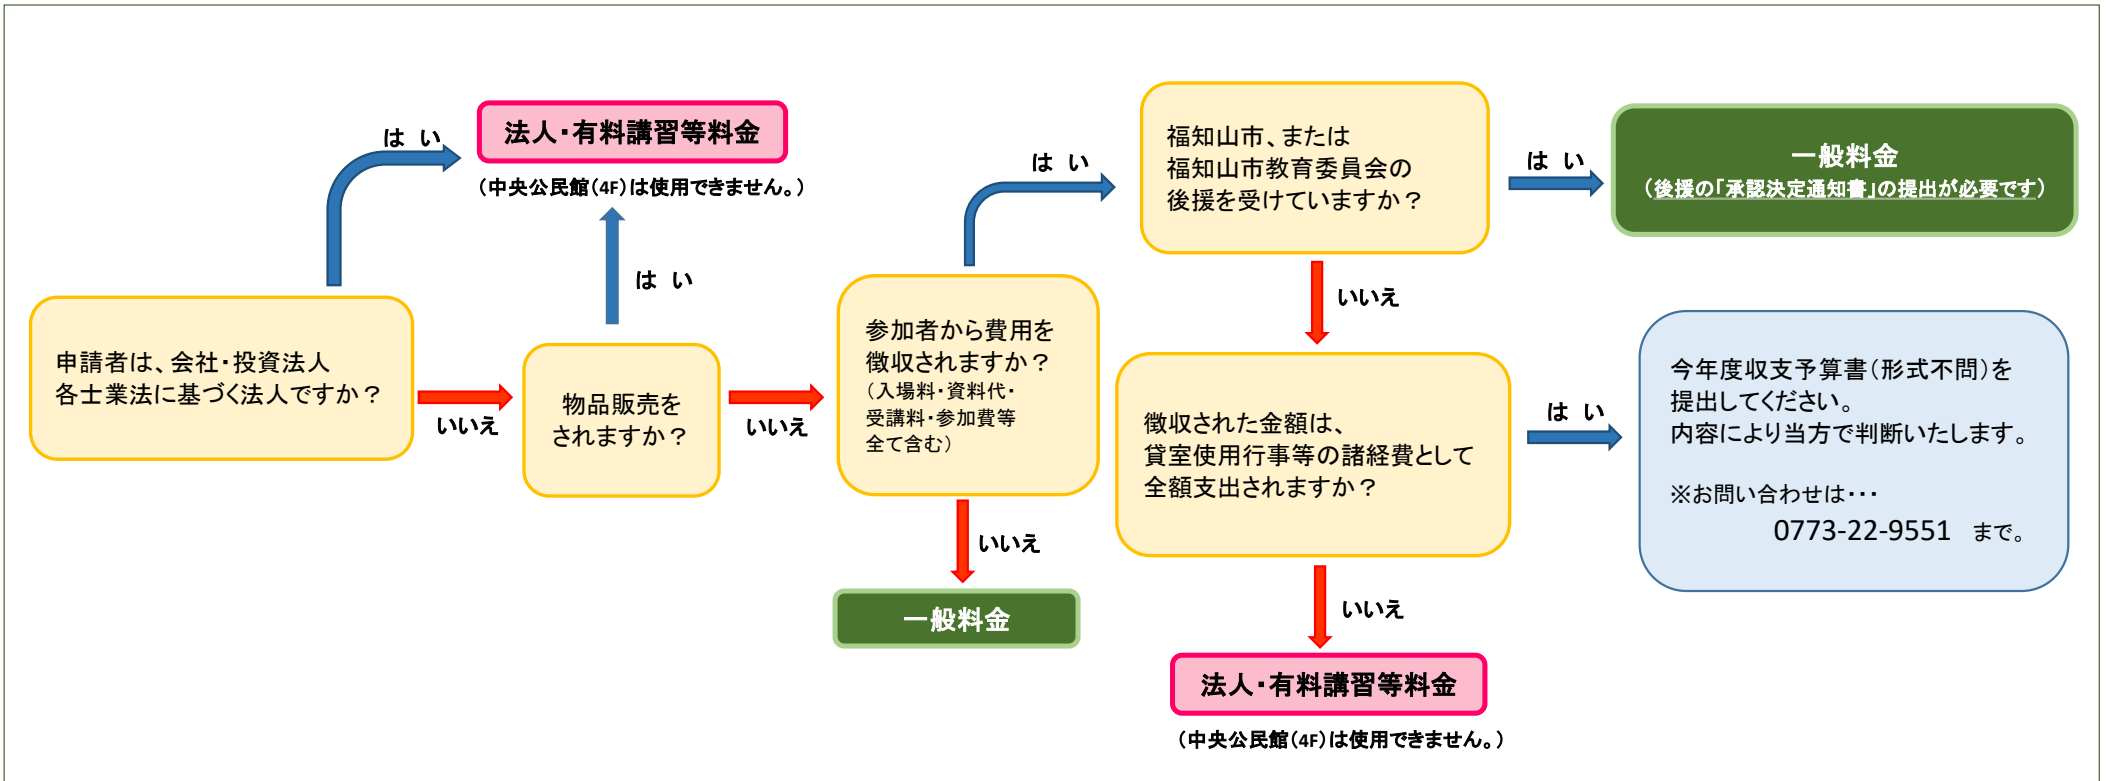 申請者は、会社・投資法人
各士業法に基づく法人ですか？
は い
法人・有料講習等料金
（中央公民館（4F）は使用できません。）
は い
いいえ
物品販売を
されますか？
いいえ
参加者から費用を
徴収されますか？
（入場料・資料代・
受講料・参加費等
全て含む）
いいえ
一般料金
は い
福知山市、または
福知山市教育委員会の
後援を受けていますか？
は い
一般料金
（後援の「承認決定通知書」の提出が必要です）
いいえ
徴収された金額は、
貸室使用行事等の諸経費として
全額支出されますか？
は い
今年度収支予算書（形式不問）を
提出してください。
内容により当方で判断いたします。
※お問い合わせは・・・
0773-22-9551 まで。
いいえ
法人・有料講習等料金
（中央公民館（4F）は使用できません。）